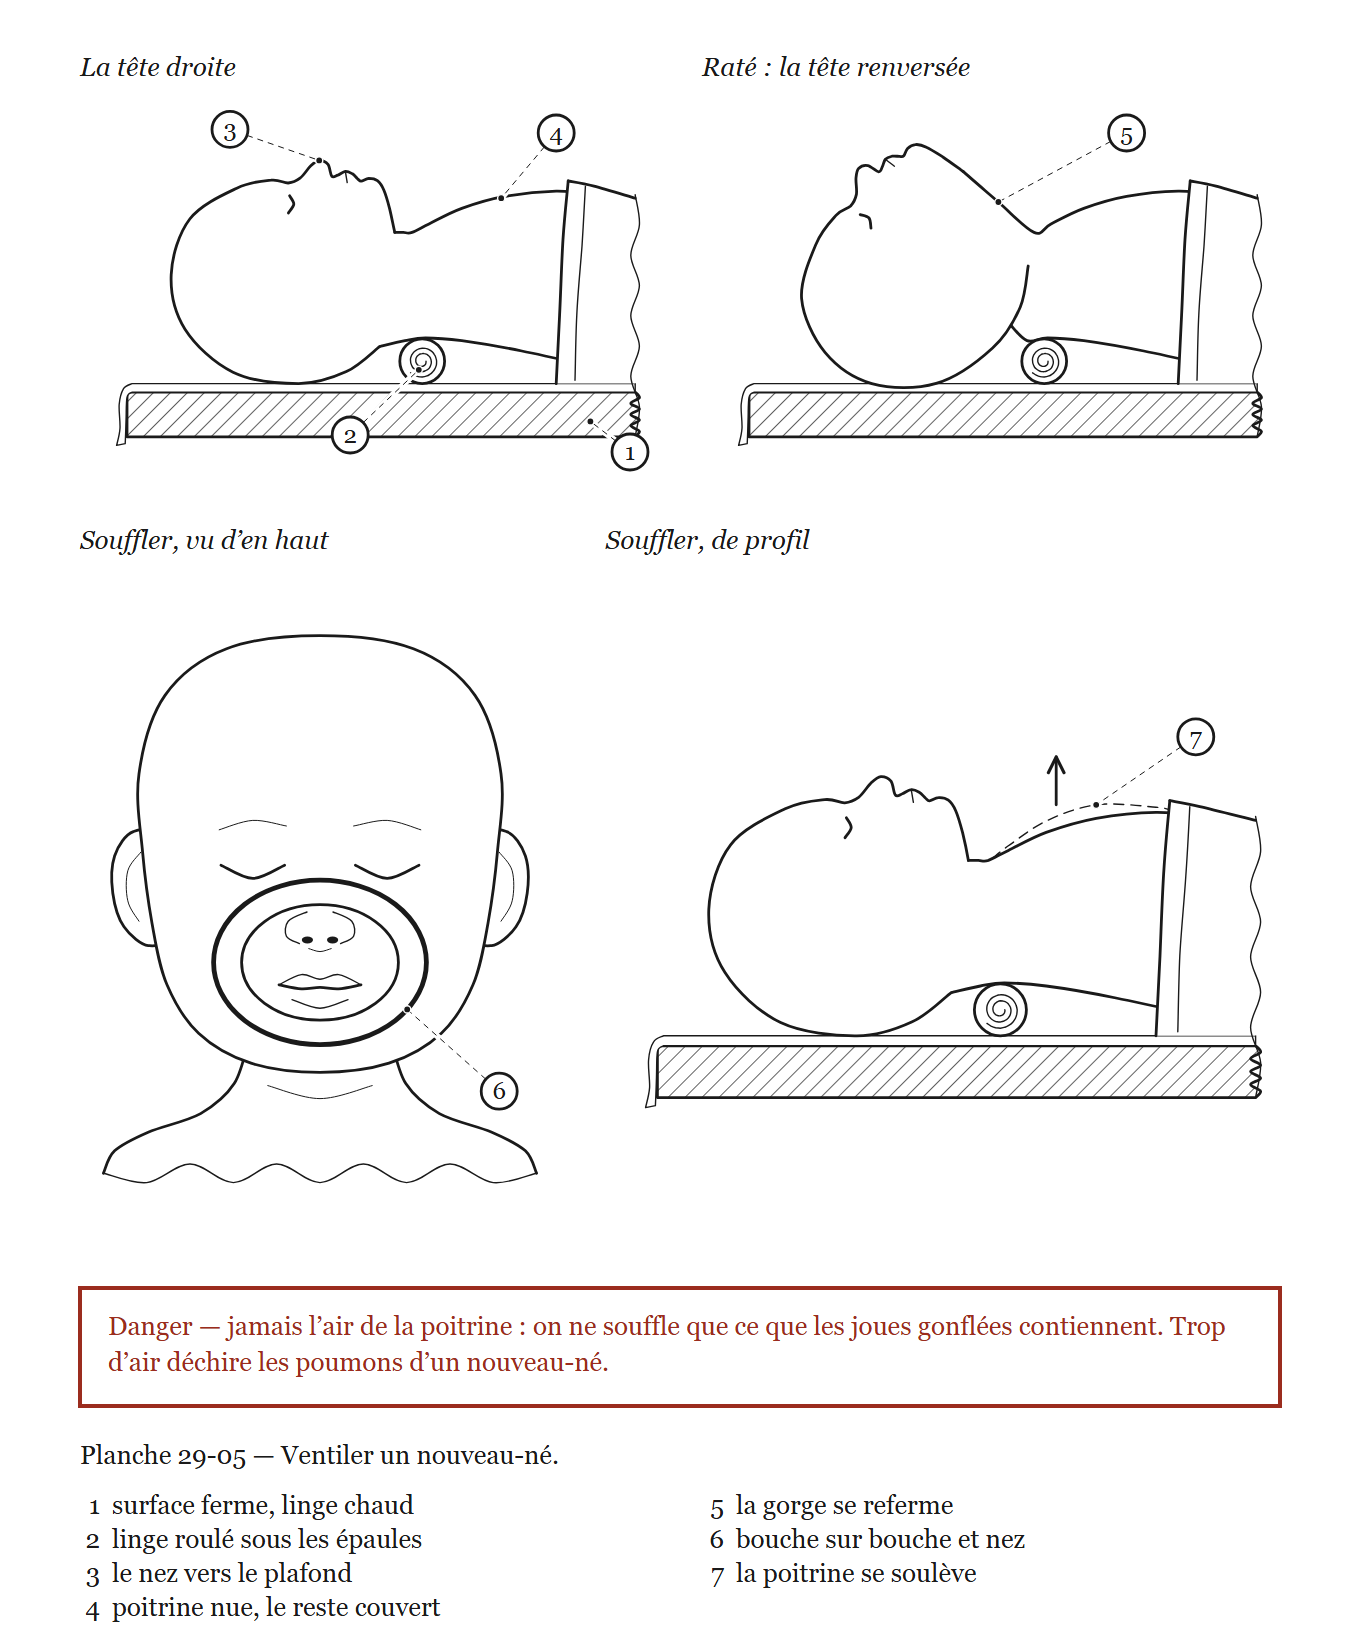 La tête droite
Raté : la tête renversée
3
4
5
2
1
Souffler, vu d’en haut
Souffler, de profil
7
6
Danger — jamais l’air de la poitrine : on ne souffle que ce que les joues gonflées contiennent. Trop
d’air déchire les poumons d’un nouveau-né.
Planche 29-05 — Ventiler un nouveau-né.
1 surface ferme, linge chaud
2 linge roulé sous les épaules
3 le nez vers le plafond
4 poitrine nue, le reste couvert
5 la gorge se referme
6 bouche sur bouche et nez
7 la poitrine se soulève